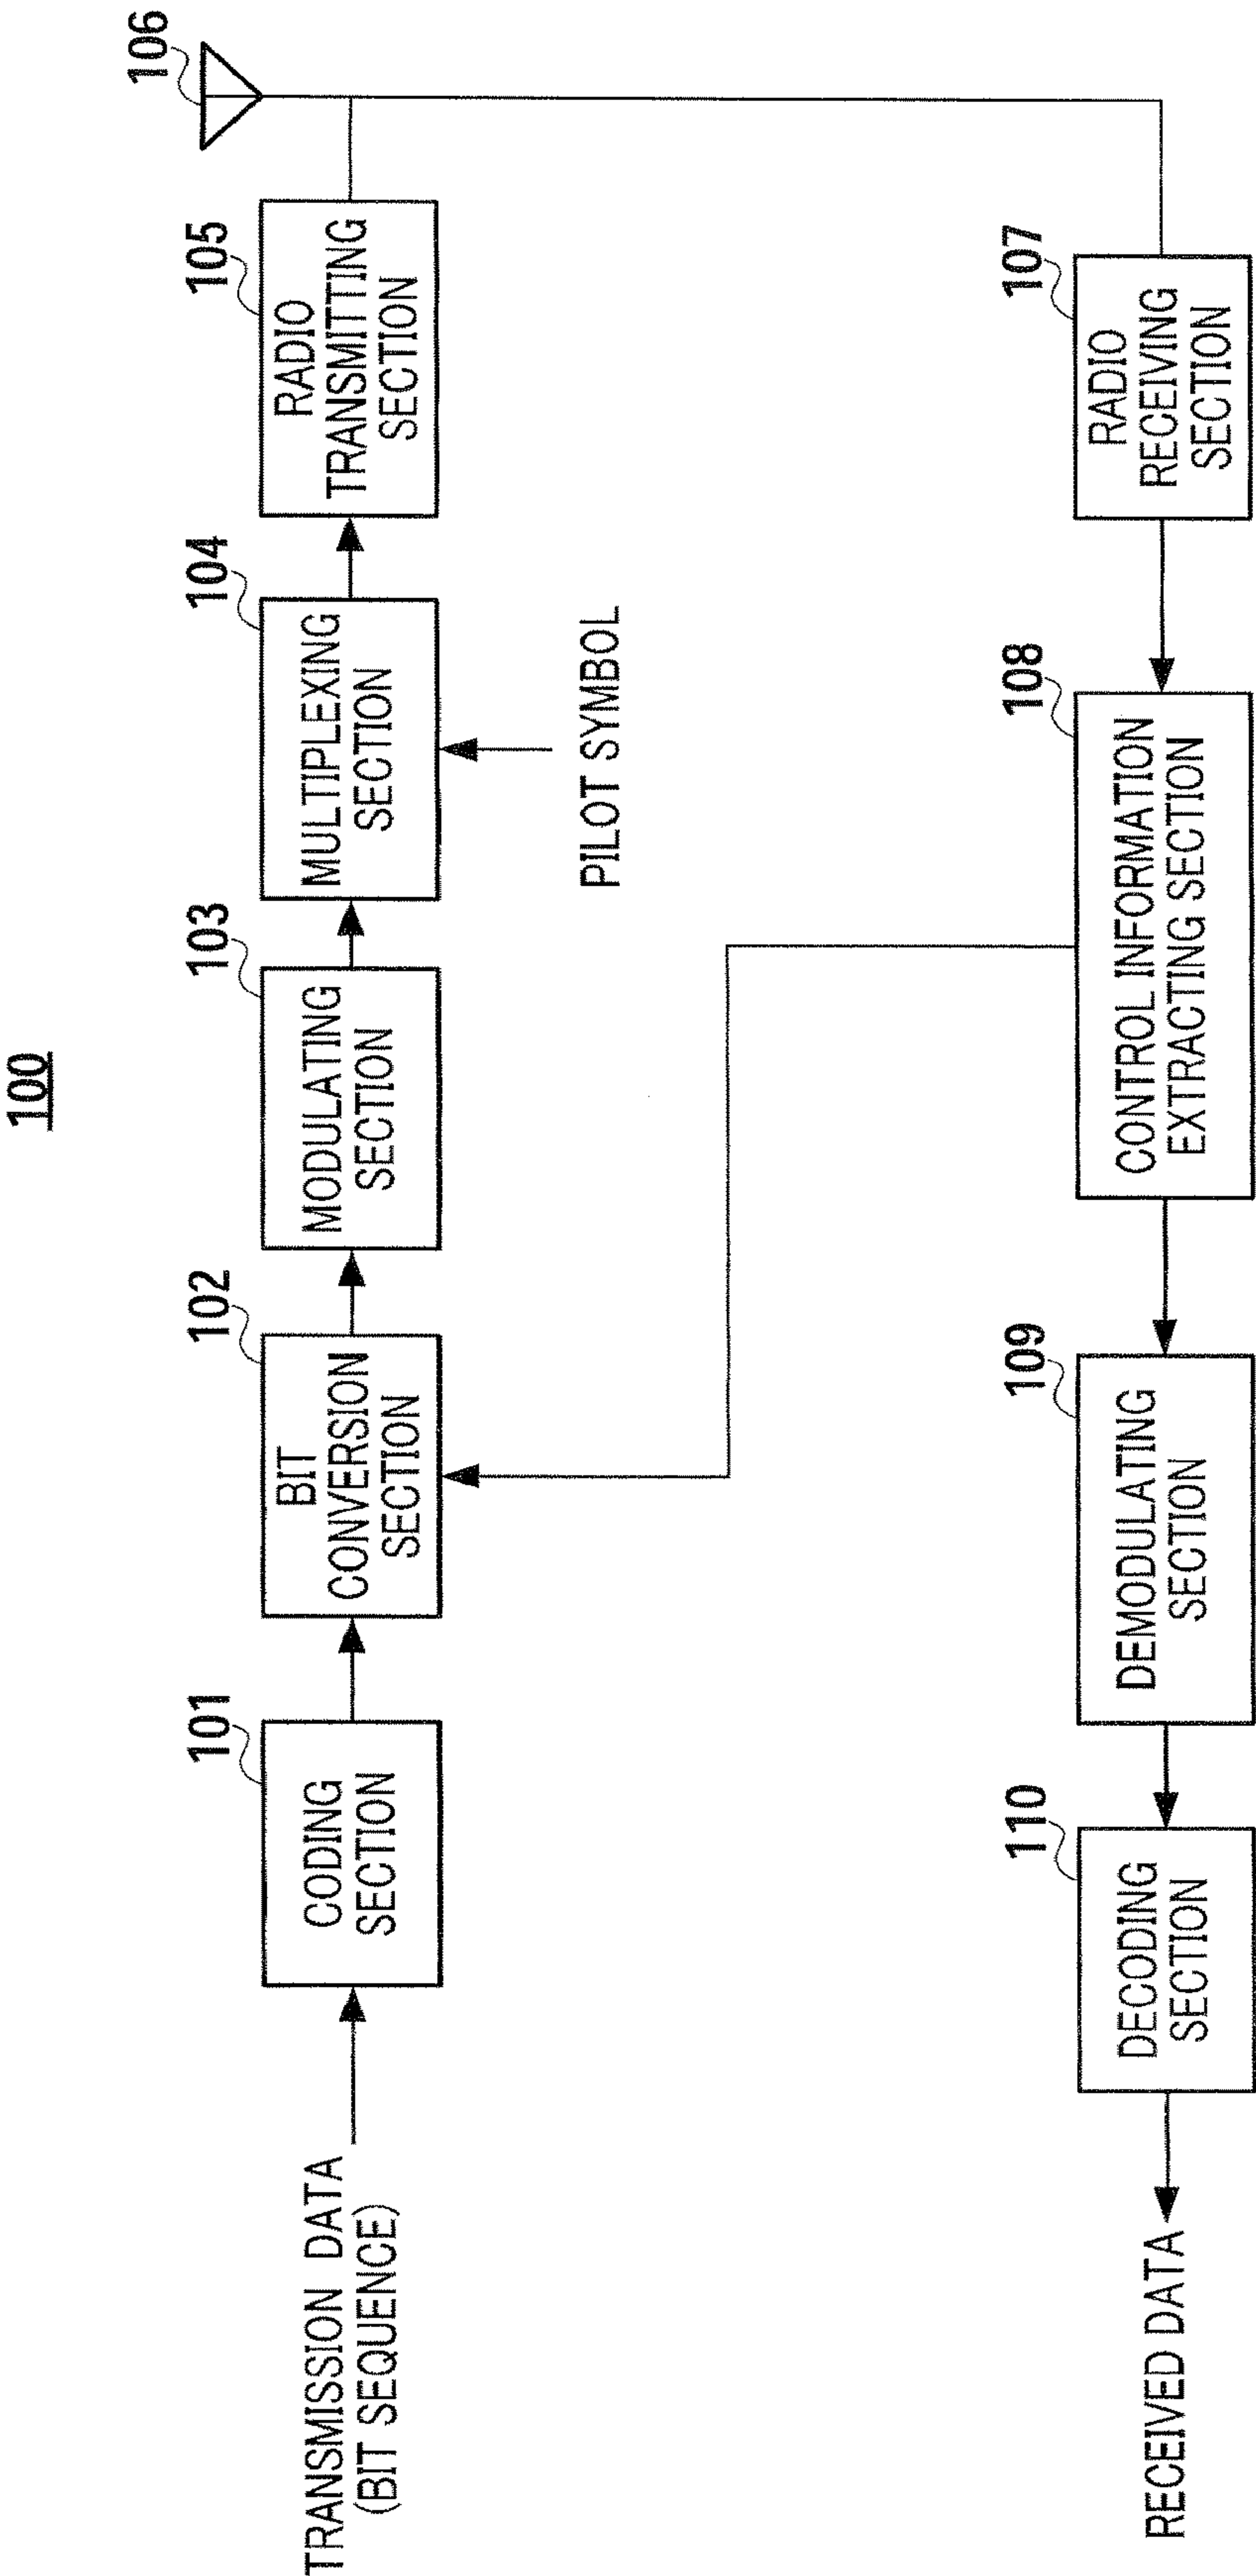 100
106
101
102
103
104
105
TRANSMISSION DATA
(BIT SEQUENCE)
CODING
SECTION
BIT
CONVERSION
SECTION
MODULATING
SECTION
MULTIPLEXING
SECTION
RADIO
TRANSMITTING
SECTION
PILOT SYMBOL
110
109
108
107
RECEIVED DATA
DECODING
SECTION
DEMODULATING
SECTION
CONTROL INFORMATION
EXTRACTING SECTION
RADIO
RECEIVING
SECTION